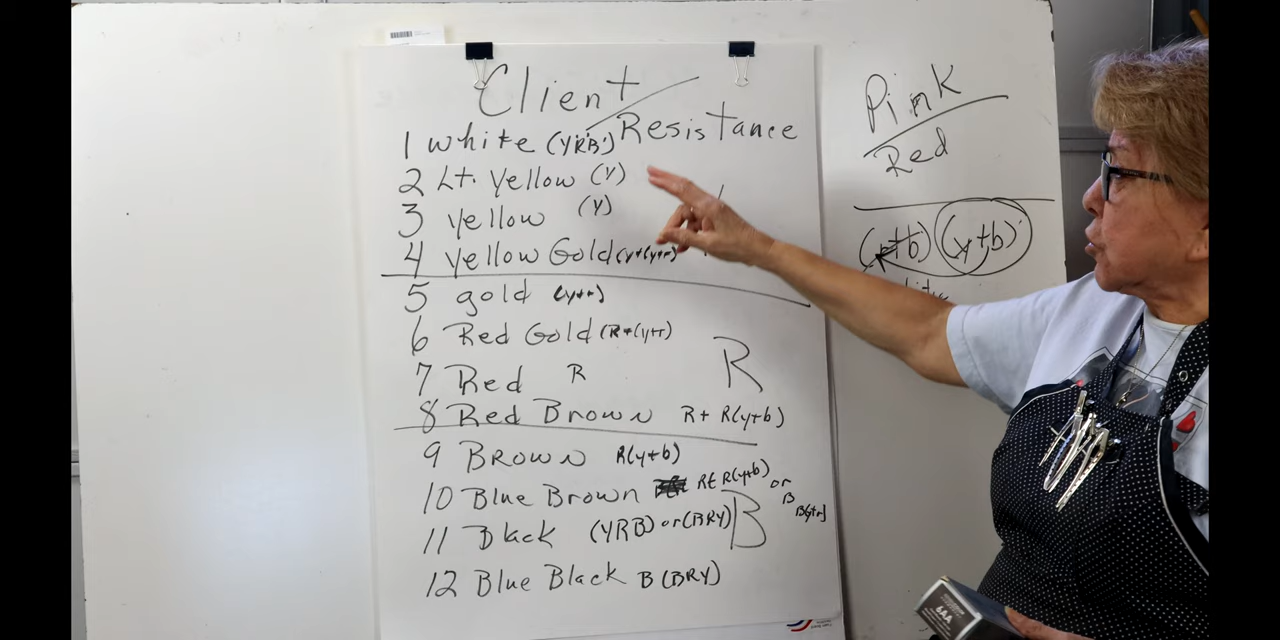 Client
Resistance
1 White (YRB)
2 Lt. Yellow (Y)
3 Yellow (Y)
4 Yellow Gold (y+(y+r)
5 gold (y+r)
6 Red Gold (R+(y+r)
7 Red R
R
8 Red Brown R+ R(y+b)
9 BROWN R(y+b)
10 Blue Brown R(y+b) or
B
11 Black (YRB) or (BRY)
B
12 Blue Black B (BRY)
Pink
Red
(y+b)
6AA